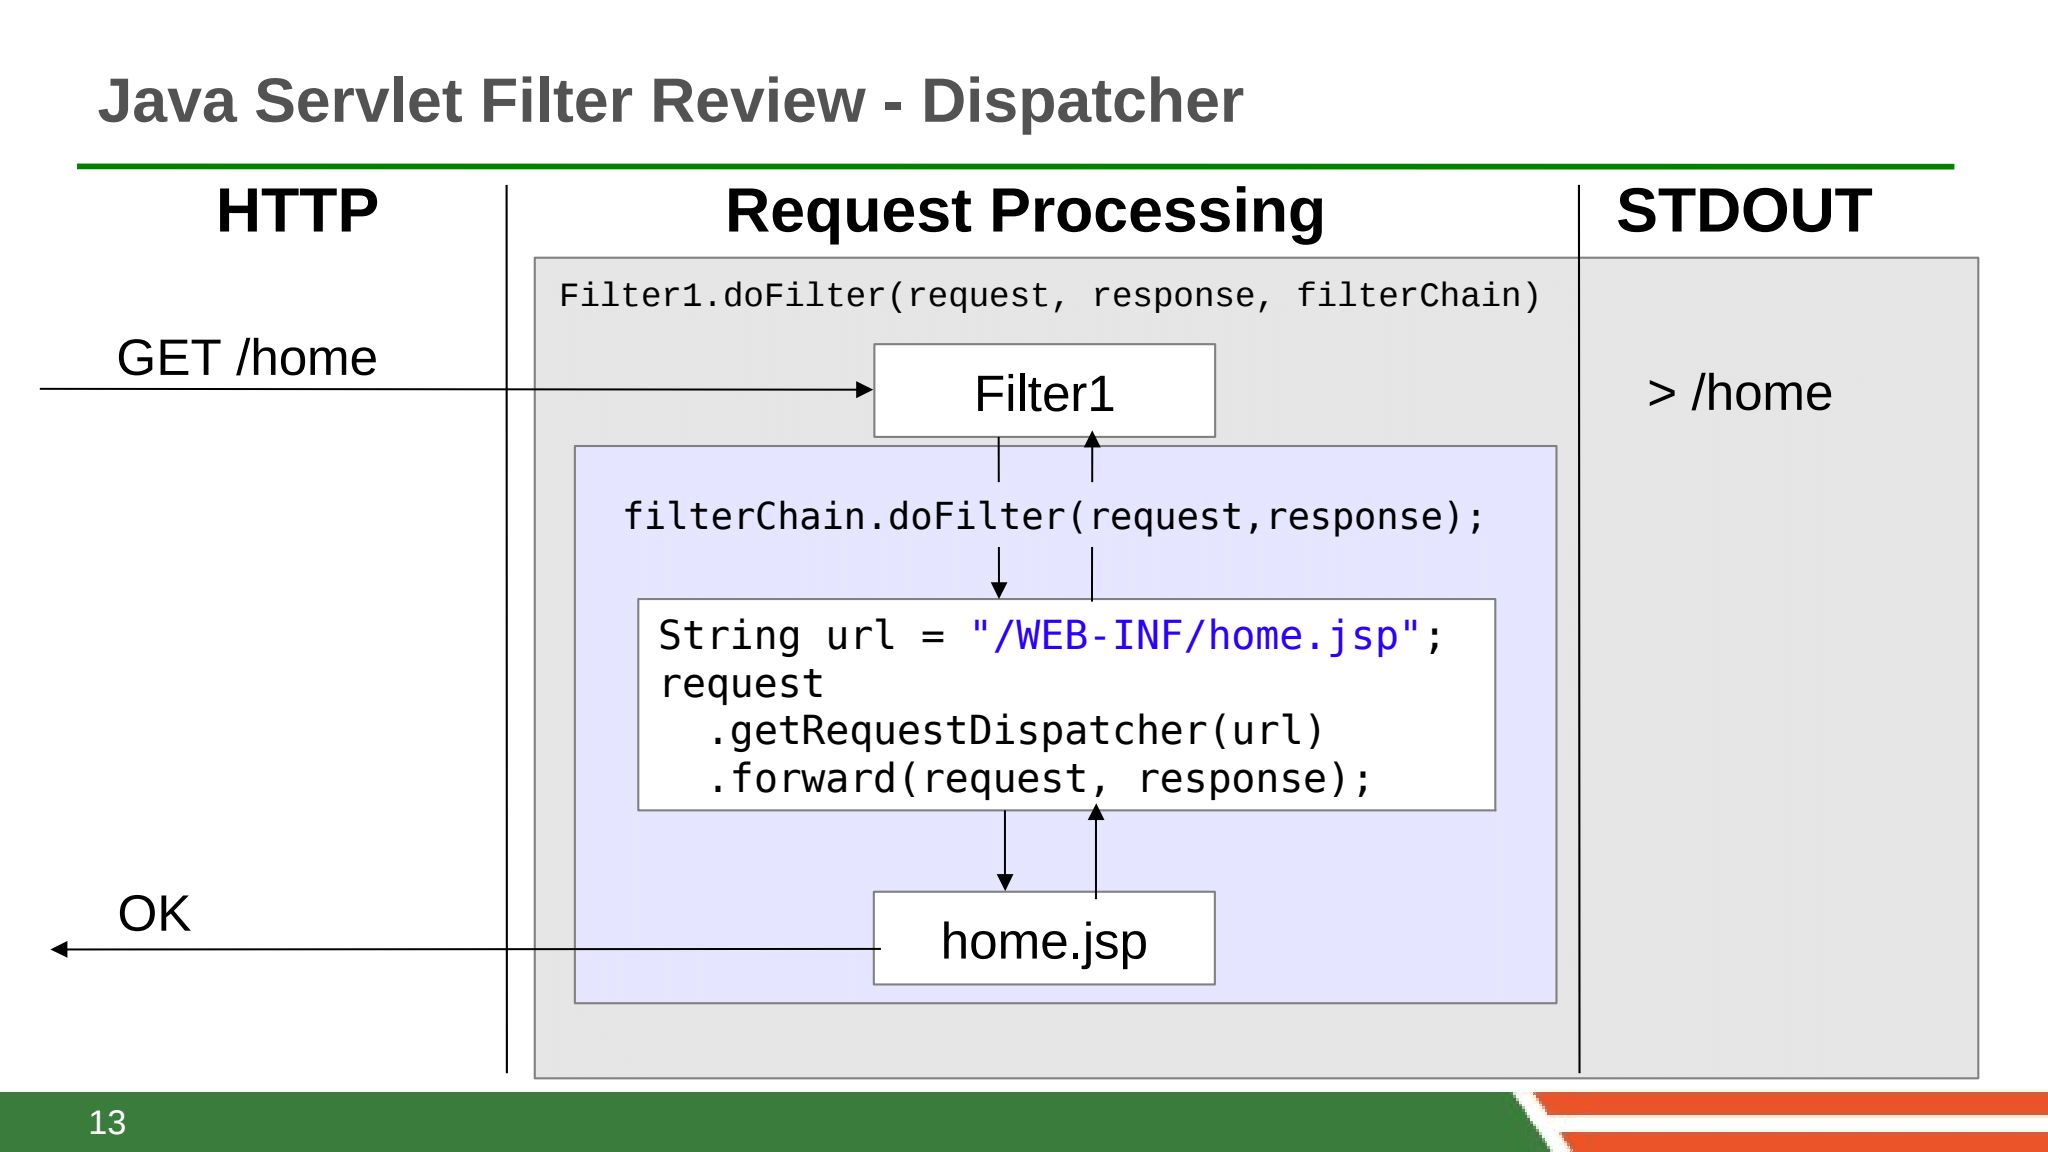 Java Servlet Filter Review - Dispatcher
HTTP
Request Processing
STDOUT
Filter1.doFilter(request, response, filterChain)
GET /home
Filter1
> /home
filterChain.doFilter(request,response);
String url = "/WEB-INF/home.jsp";
request
  .getRequestDispatcher(url)
  .forward(request, response);
OK
home.jsp
13